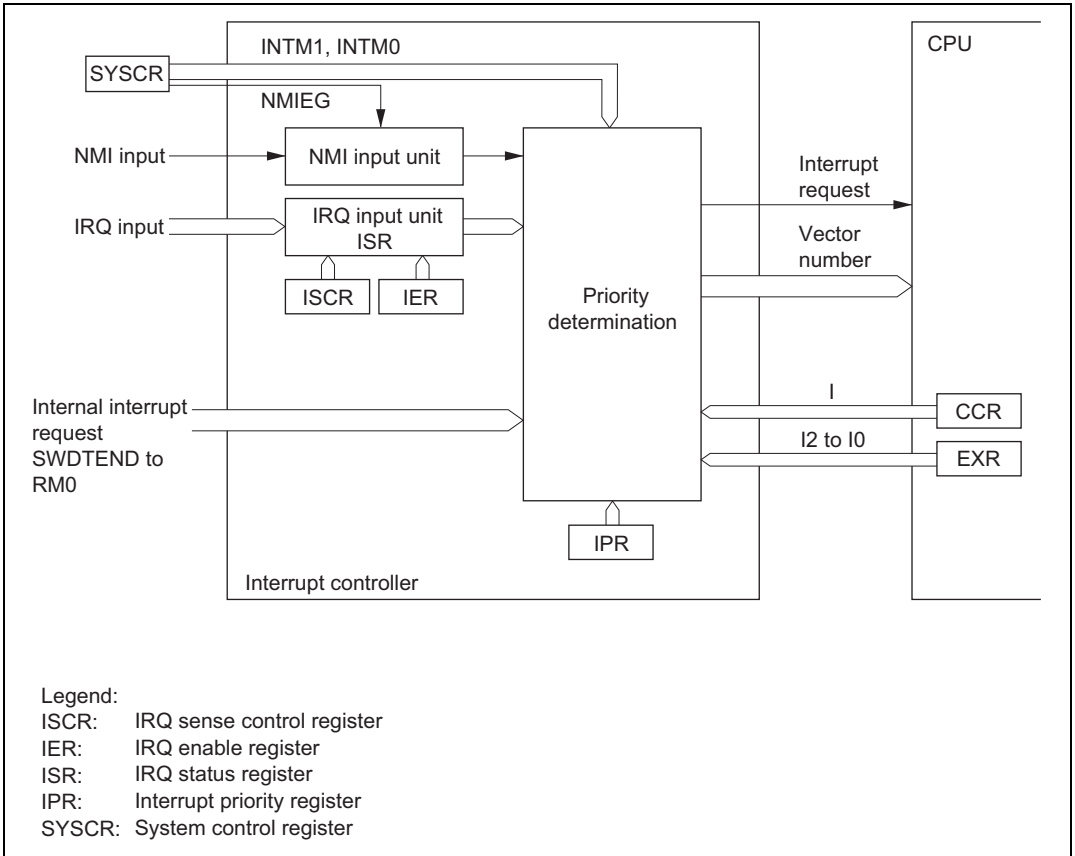 INTM1, INTM0
CPU
SYSCR
NMIEG
NMI input
NMI input unit
Interrupt
request
IRQ input
IRQ input unit
ISR
Vector
number
ISCR
IER
Priority
determination
Internal interrupt
request
SWDTEND to
RM0
I
CCR
I2 to I0
EXR
IPR
Interrupt controller
Legend:
ISCR: IRQ sense control register
IER: IRQ enable register
ISR: IRQ status register
IPR: Interrupt priority register
SYSCR: System control register